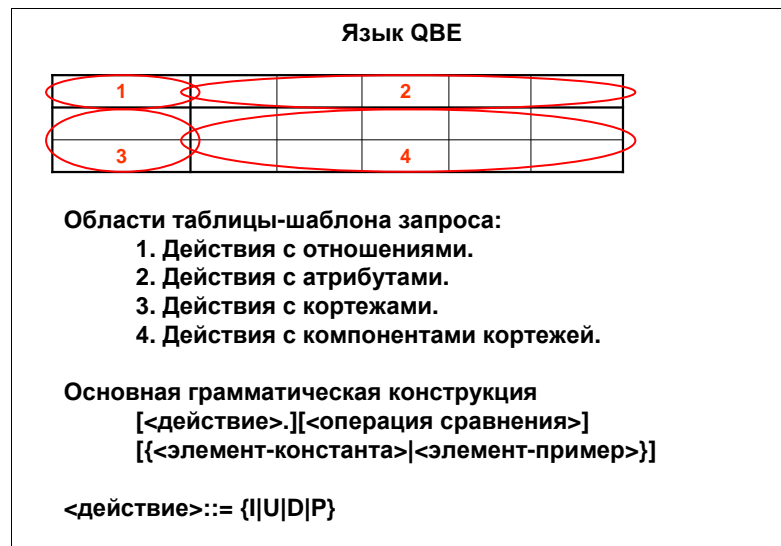 Язык QBE
1 2
3 4
Области таблицы-шаблона запроса:
1. Действия с отношениями.
2. Действия с атрибутами.
3. Действия с кортежами.
4. Действия с компонентами кортежей.
Основная грамматическая конструкция
[<действие>.][<операция сравнения>]
[{<элемент-константа>|<элемент-пример>}]
<действие>::= {I|U|D|P}